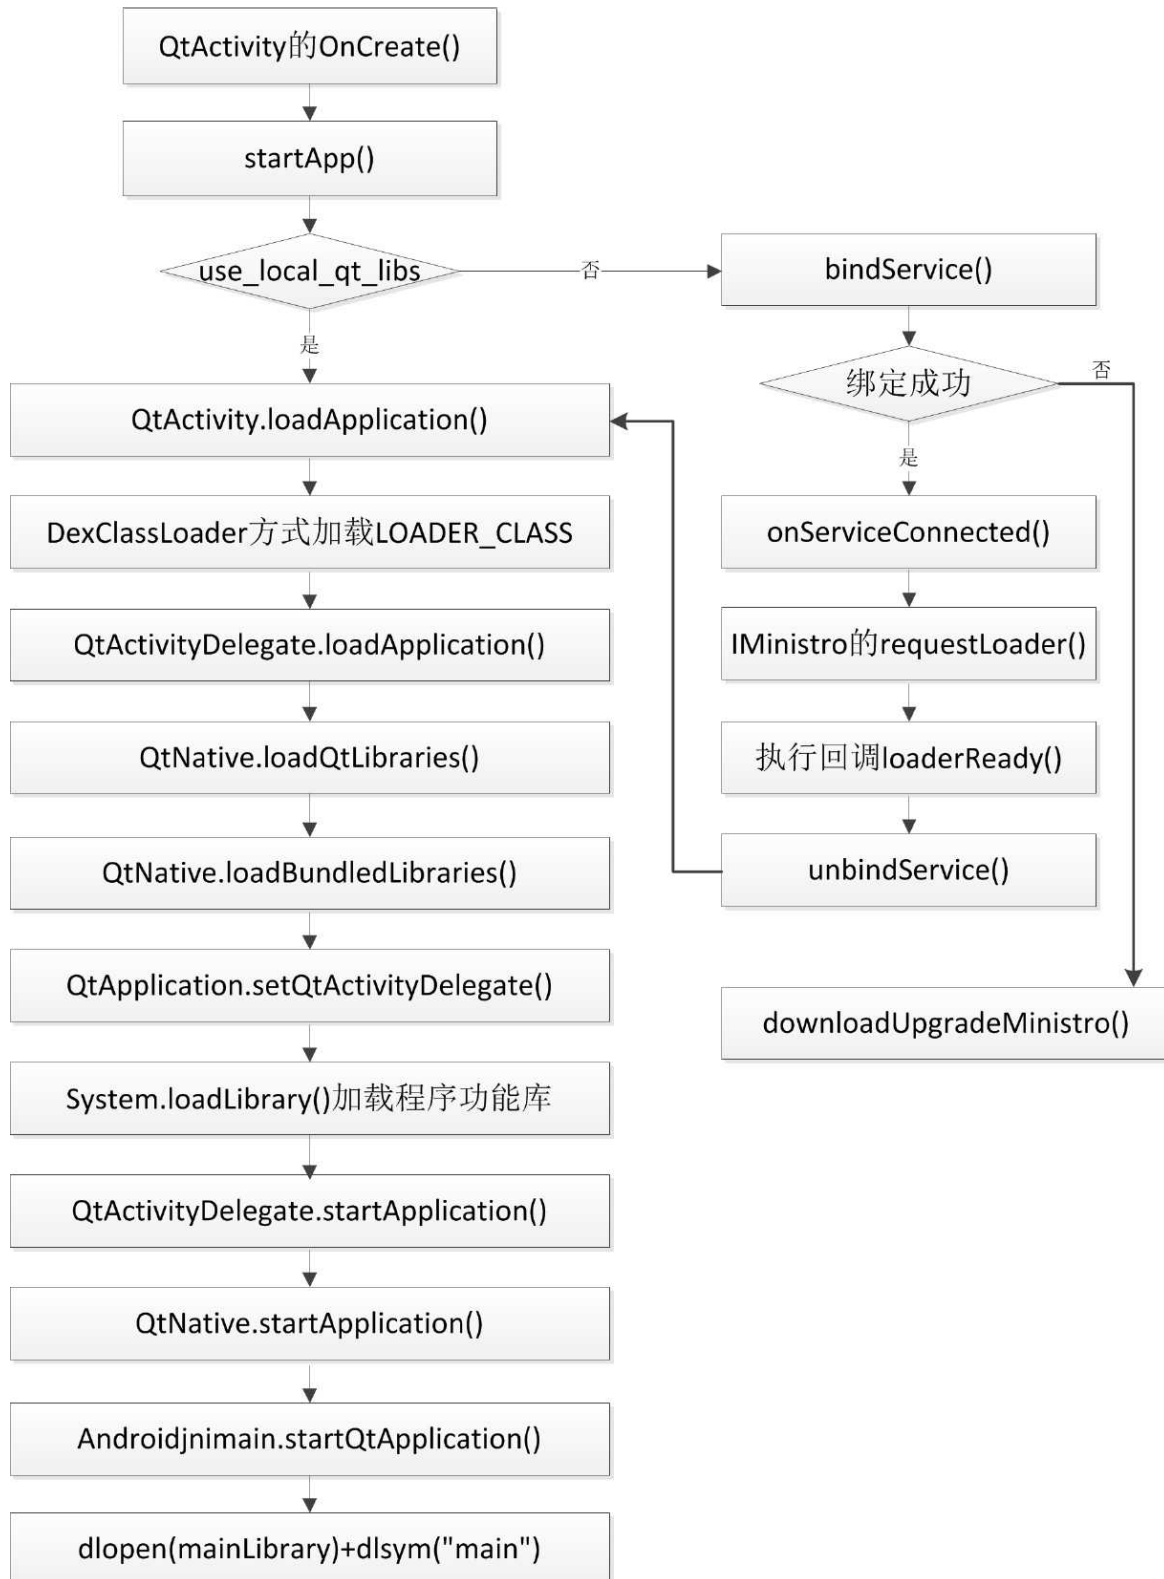 QtActivity的OnCreate()
startApp()
use_local_qt_libs
否
bindService()
是
绑定成功
否
QtActivity.loadApplication()
是
DexClassLoader方式加载LOADER_CLASS
onServiceConnected()
QtActivityDelegate.loadApplication()
IMinistro的requestLoader()
QtNative.loadQtLibraries()
执行回调loaderReady()
QtNative.loadBundledLibraries()
unbindService()
QtApplication.setQtActivityDelegate()
downloadUpgradeMinistro()
System.loadLibrary()加载程序功能库
QtActivityDelegate.startApplication()
QtNative.startApplication()
Androidjnimain.startQtApplication()
dlopen(mainLibrary)+dlsym("main")